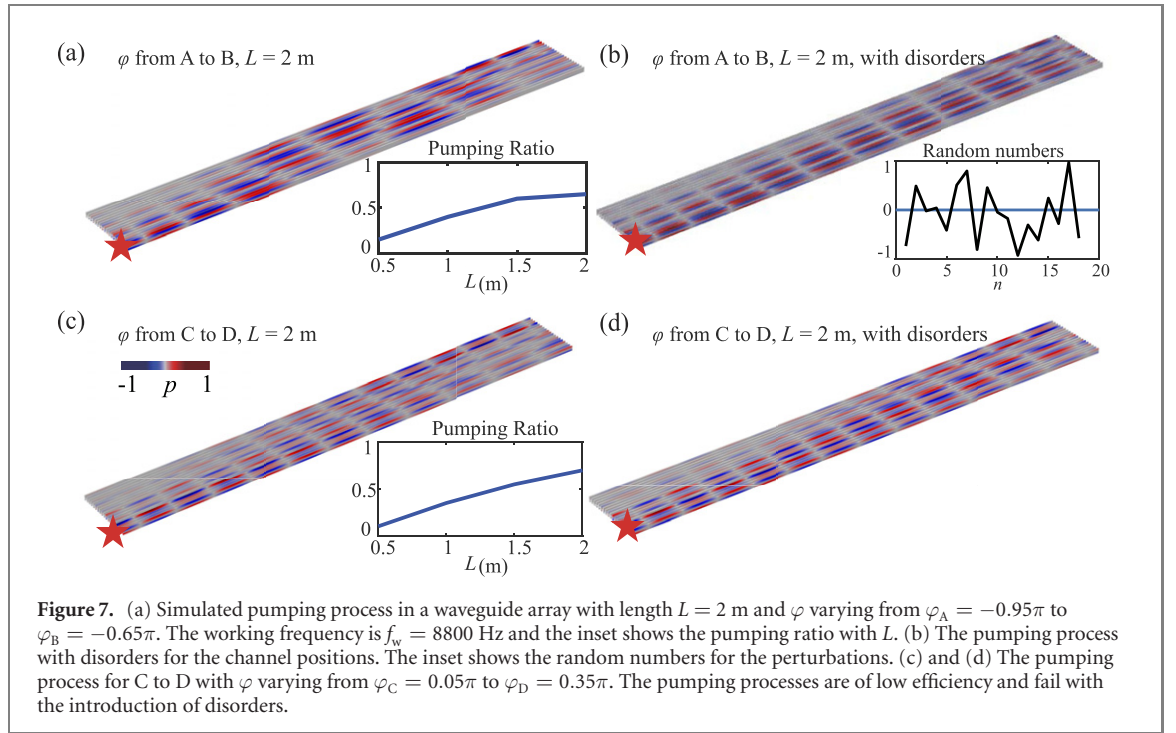 (a)
φ from A to B, L = 2 m
Pumping Ratio
1
0.5
0
0.5 1 1.5 2
L(m)
(b)
φ from A to B, L = 2 m, with disorders
Random numbers
1
0
-1
0 5 10 15 20
n
(c)
φ from C to D, L = 2 m
-1 p 1
Pumping Ratio
1
0.5
0
0.5 1 1.5 2
L(m)
(d)
φ from C to D, L = 2 m, with disorders
Figure 7. (a) Simulated pumping process in a waveguide array with length L = 2 m and φ varying from φA = −0.95π to
φB = −0.65π. The working frequency is fw = 8800 Hz and the inset shows the pumping ratio with L. (b) The pumping process
with disorders for the channel positions. The inset shows the random numbers for the perturbations. (c) and (d) The pumping
process for C to D with φ varying from φC = 0.05π to φD = 0.35π. The pumping processes are of low efficiency and fail with
the introduction of disorders.